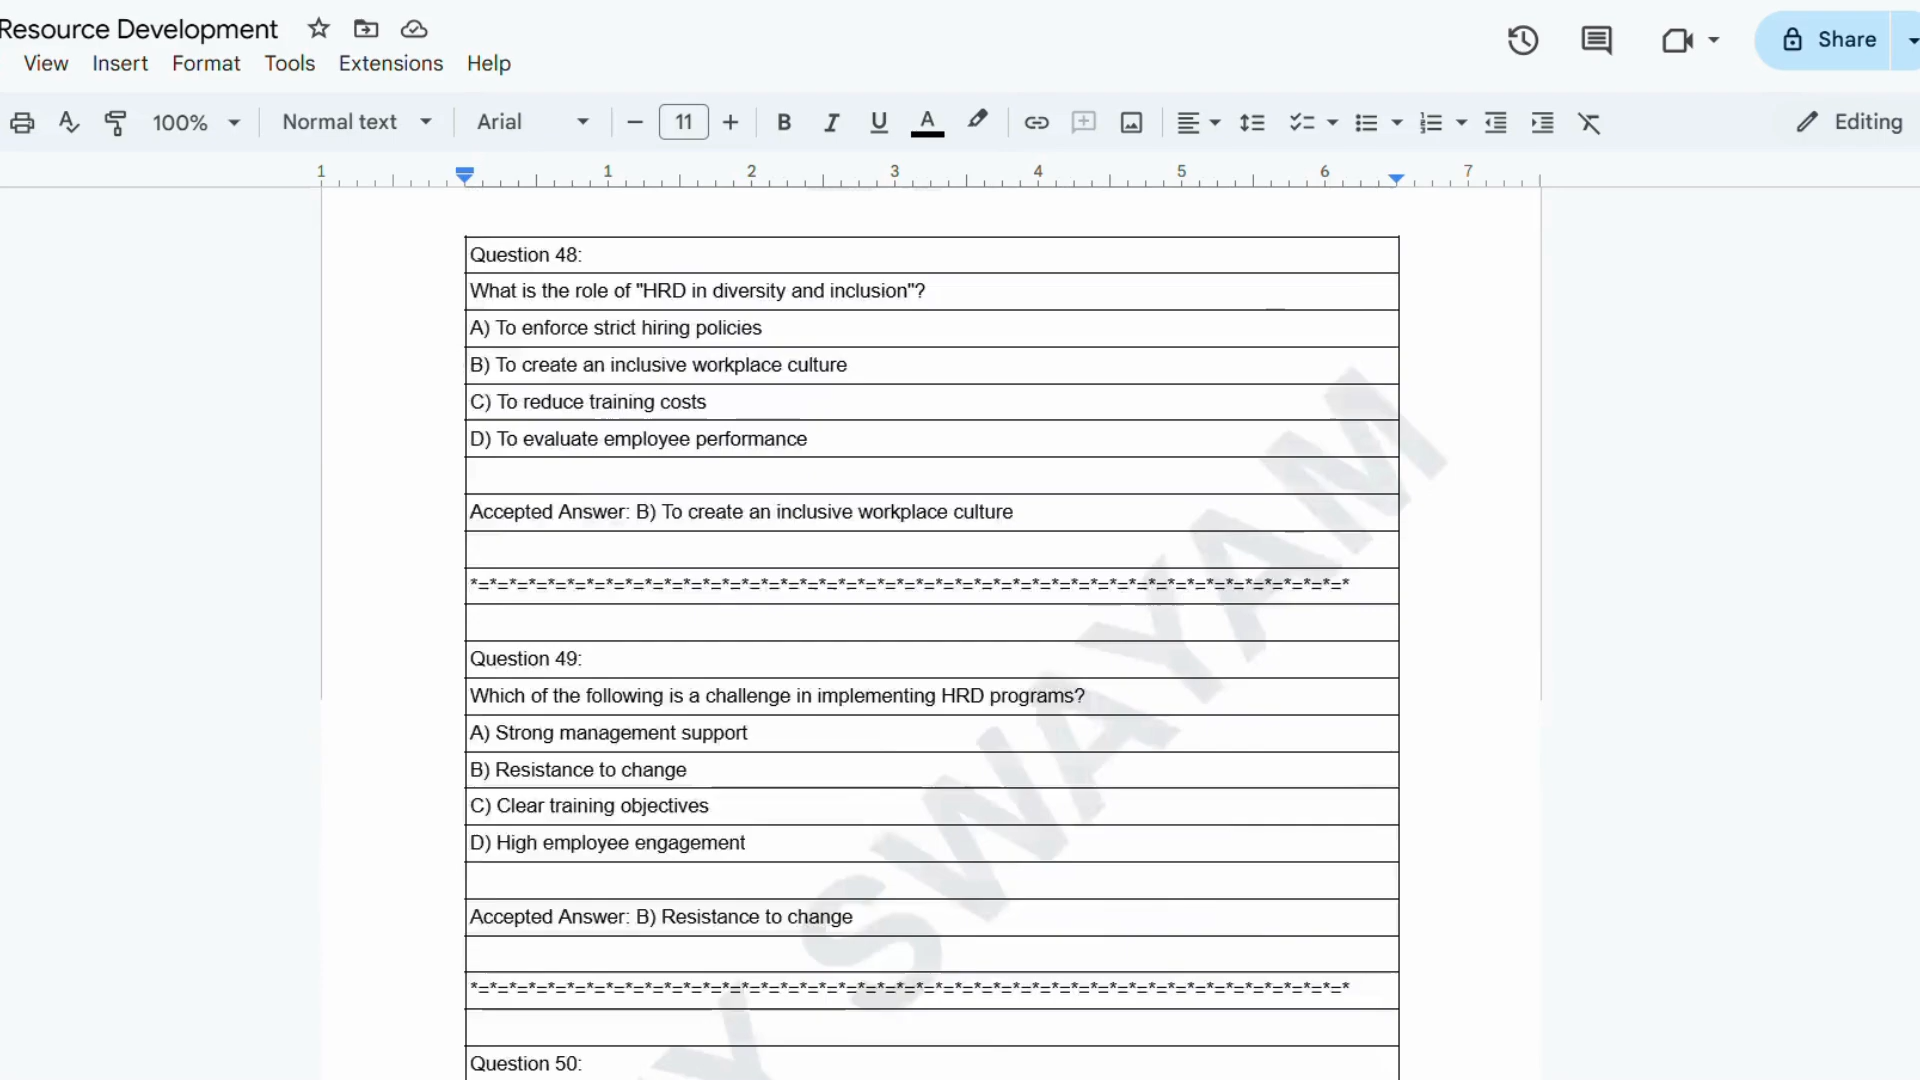 Resource Development
View Insert Format Tools Extensions Help
Share
100% Normal text Arial 11 Editing
1 1 2 3 4 5 6 7
Question 48:
What is the role of "HRD in diversity and inclusion"?
A) To enforce strict hiring policies
B) To create an inclusive workplace culture
C) To reduce training costs
D) To evaluate employee performance
Accepted Answer: B) To create an inclusive workplace culture
*=*=*=*=*=*=*=*=*=*=*=*=*=*=*=*=*=*=*=*=*=*=*=*=*=*=*=*=*=*=*=*=*=*=*=*=*=*=*=*=*=*=*=*=*=*
Question 49:
Which of the following is a challenge in implementing HRD programs?
A) Strong management support
B) Resistance to change
C) Clear training objectives
D) High employee engagement
Accepted Answer: B) Resistance to change
*=*=*=*=*=*=*=*=*=*=*=*=*=*=*=*=*=*=*=*=*=*=*=*=*=*=*=*=*=*=*=*=*=*=*=*=*=*=*=*=*=*=*=*=*=*
Question 50:
Y SWAYAM